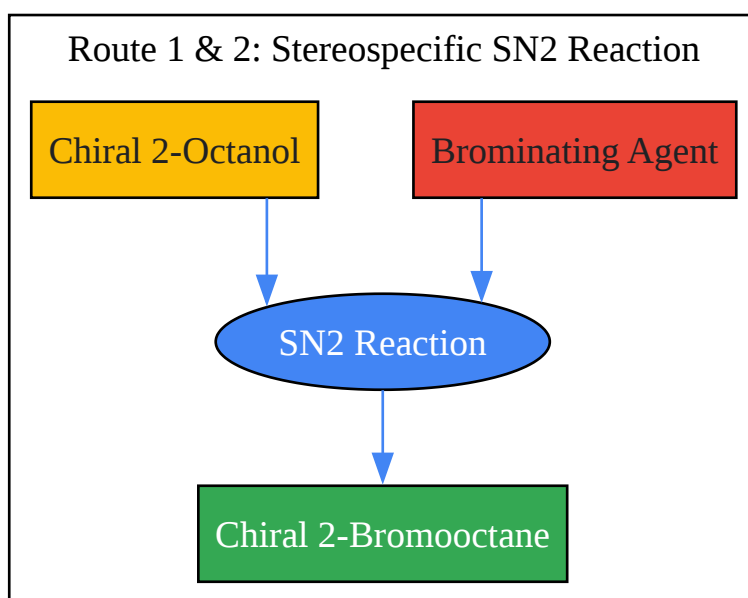 Route 1 & 2: Stereospecific SN2 Reaction
Chiral 2-Octanol
Brominating Agent
SN2 Reaction
Chiral 2-Bromooctane